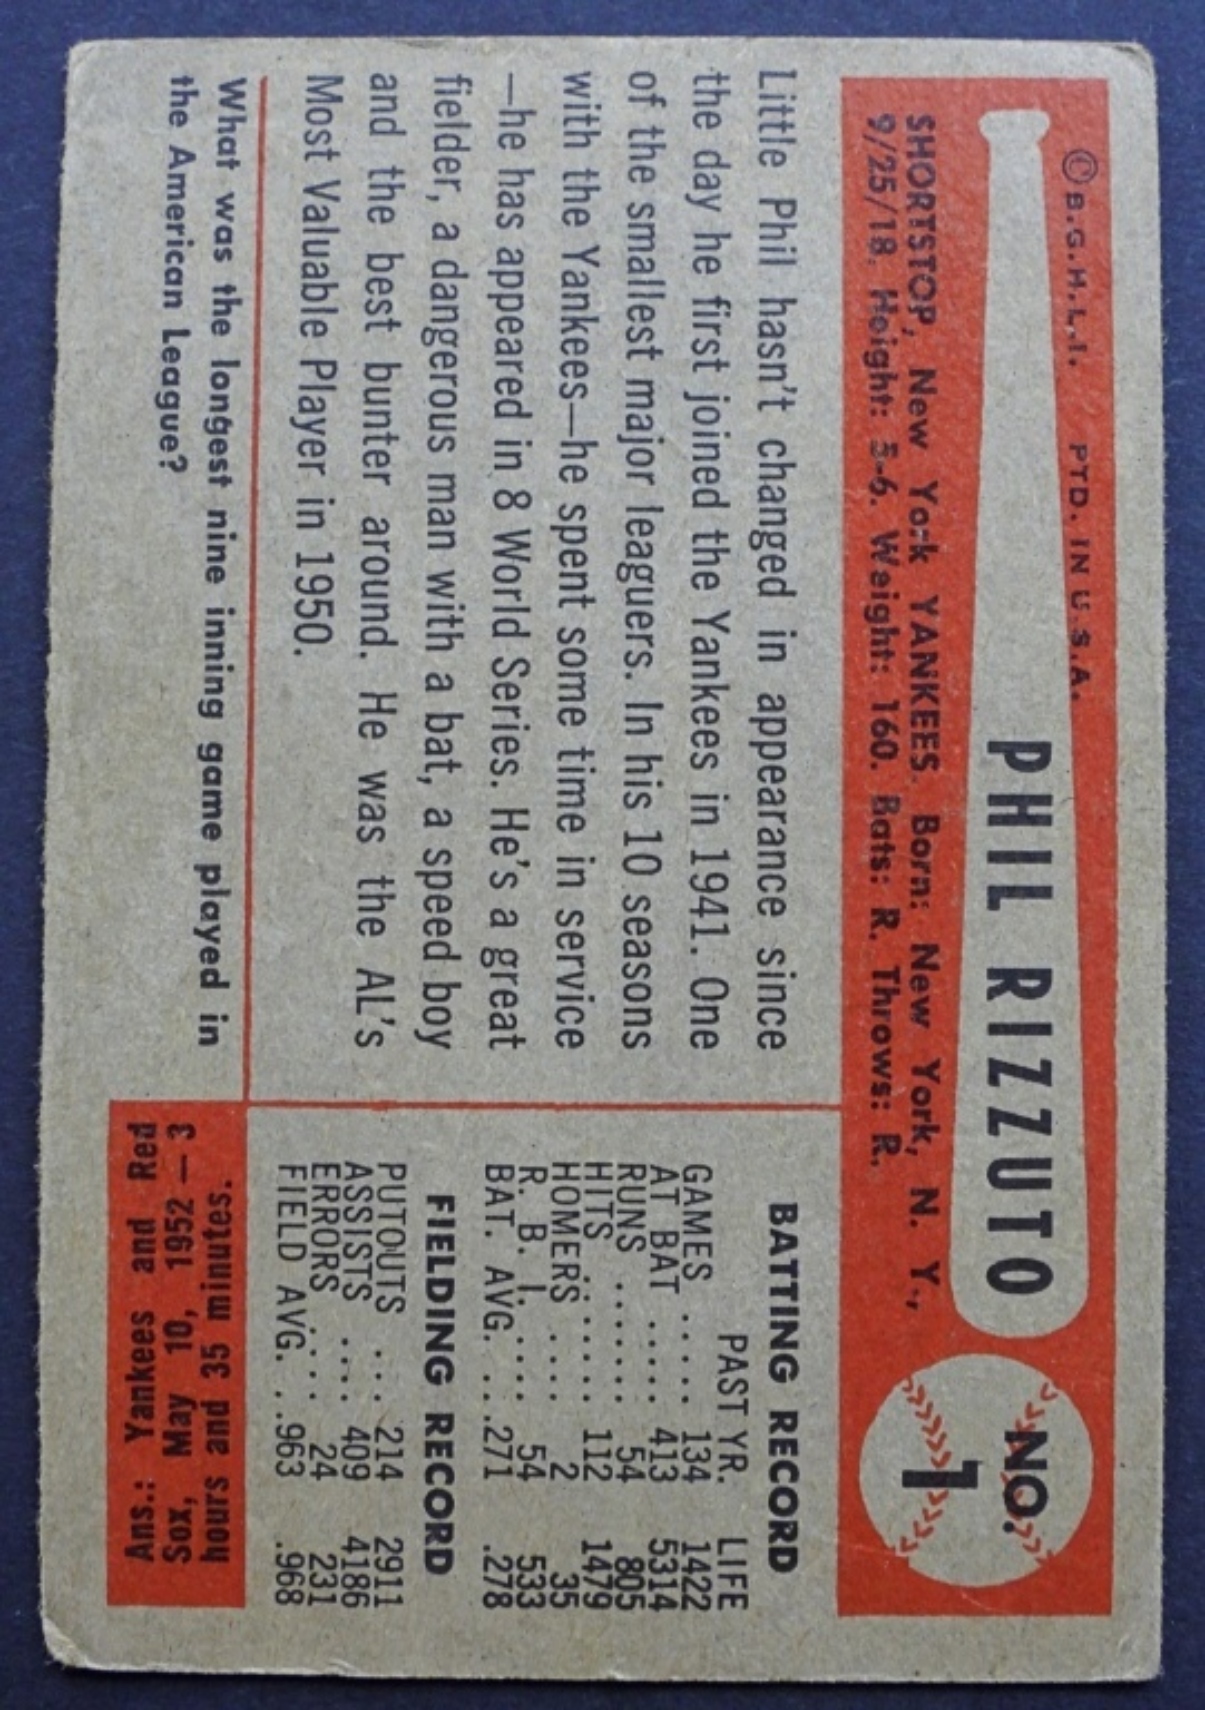 © B.G.H.L.I. PTD. IN U.S.A.
PHIL RIZZUTO
NO.
1
SHORTSTOP, New York YANKEES. Born: New York, N. Y.,
9/25/18. Height: 5-6. Weight: 160. Bats: R. Throws: R.
Little Phil hasn't changed in appearance since
the day he first joined the Yankees in 1941. One
of the smallest major leaguers. In his 10 seasons
with the Yankees—he spent some time in service
—he has appeared in 8 World Series. He's a great
fielder, a dangerous man with a bat, a speed boy
and the best bunter around. He was the AL's
Most Valuable Player in 1950.
BATTING RECORD
PAST YR. LIFE
GAMES ..... 134 1422
AT BAT ..... 413 5314
RUNS ....... 54 805
HITS ....... 112 1479
HOMERS .... 2 35
R. B. I. .... 54 533
BAT. AVG. ...271 .278
FIELDING RECORD
PUTOUTS ... 214 2911
ASSISTS .... 409 4186
ERRORS .... 24 231
FIELD AVG. ..963 .968
What was the longest nine inning game played in
the American League?
Ans.: Yankees and Red
Sox, May 10, 1952 — 3
hours and 35 minutes.